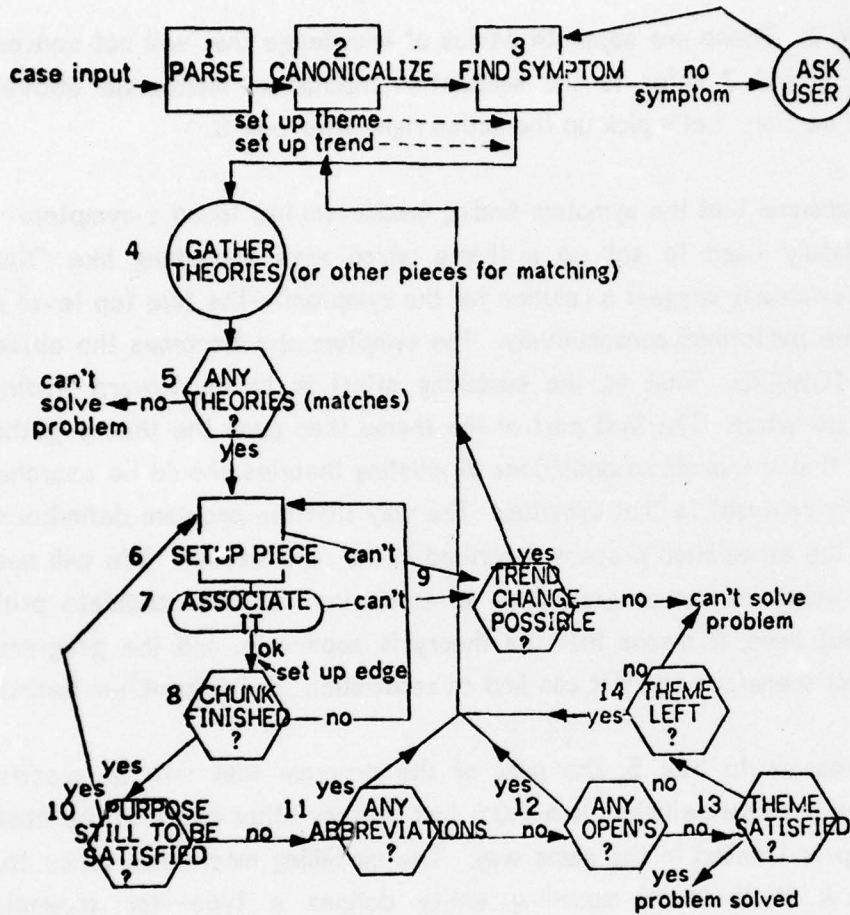 1
2
3
case input
PARSE
CANONICALIZE
FIND SYMPTOM
no
symptom
ASK
USER
set up theme
set up trend
4
GATHER
THEORIES (or other pieces for matching)
5
can't
solve
problem
no
ANY
THEORIES (matches)
?
yes
6
SET UP PIECE
can't
7
ASSOCIATE
can't
9
yes
TREND
CHANGE
POSSIBLE
?
no
can't solve
problem
ok
set up edge
8
CHUNK
FINISHED
?
no
yes
no
14
THEME
LEFT
?
yes
yes
10
PURPOSE
STILL TO BE
SATISFIED
?
no
11
yes
ANY
ABBREVIATIONS
?
no
12
yes
ANY
OPEN'S
?
no
no
13
THEME
SATISFIED
?
yes
problem solved